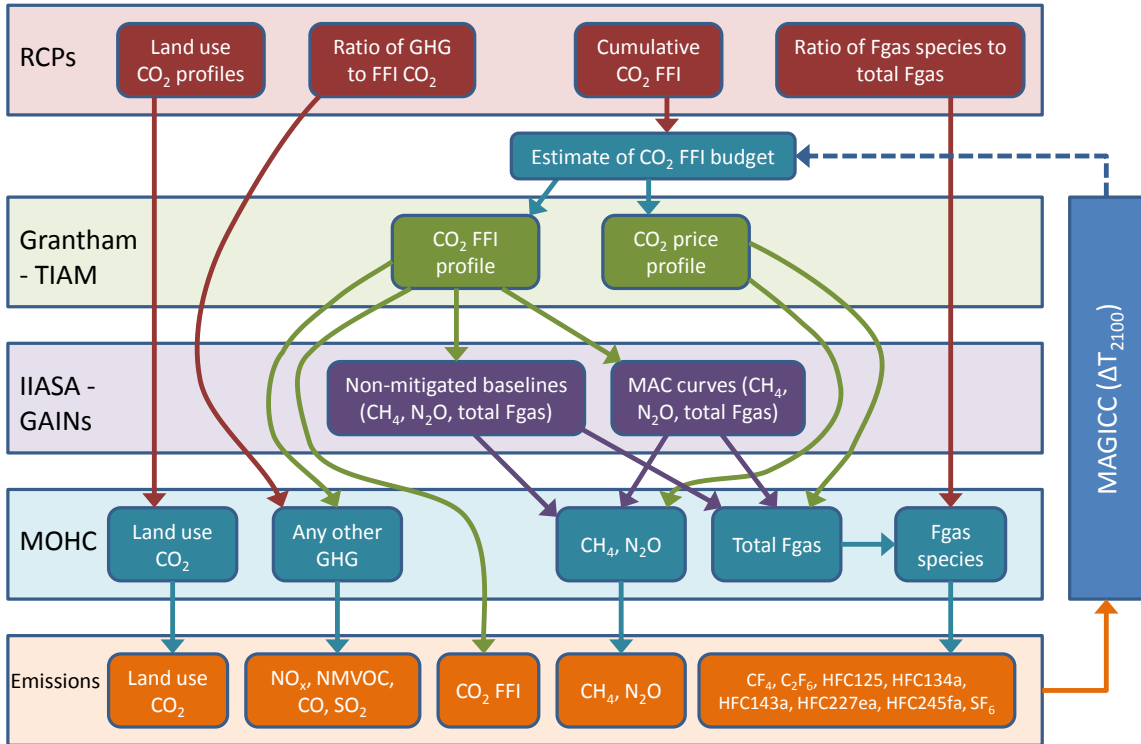 RCPs
Land use
CO₂ profiles
Ratio of GHG
to FFI CO₂
Cumulative
CO₂ FFI
Ratio of Fgas species to
total Fgas
Estimate of CO₂ FFI budget
Grantham
- TIAM
CO₂ FFI
profile
CO₂ price
profile
IIASA -
GAINs
Non-mitigated baselines
(CH₄, N₂O, total Fgas)
MAC curves (CH₄,
N₂O, total Fgas)
MAGICC (ΔT₂₁₀₀)
MOHC
Land use
CO₂
Any other
GHG
CH₄, N₂O
Total Fgas
Fgas
species
Emissions
Land use
CO₂
NOₓ, NMVOC,
CO, SO₂
CO₂ FFI
CH₄, N₂O
CF₄, C₂F₆, HFC125, HFC134a,
HFC143a, HFC227ea, HFC245fa, SF₆